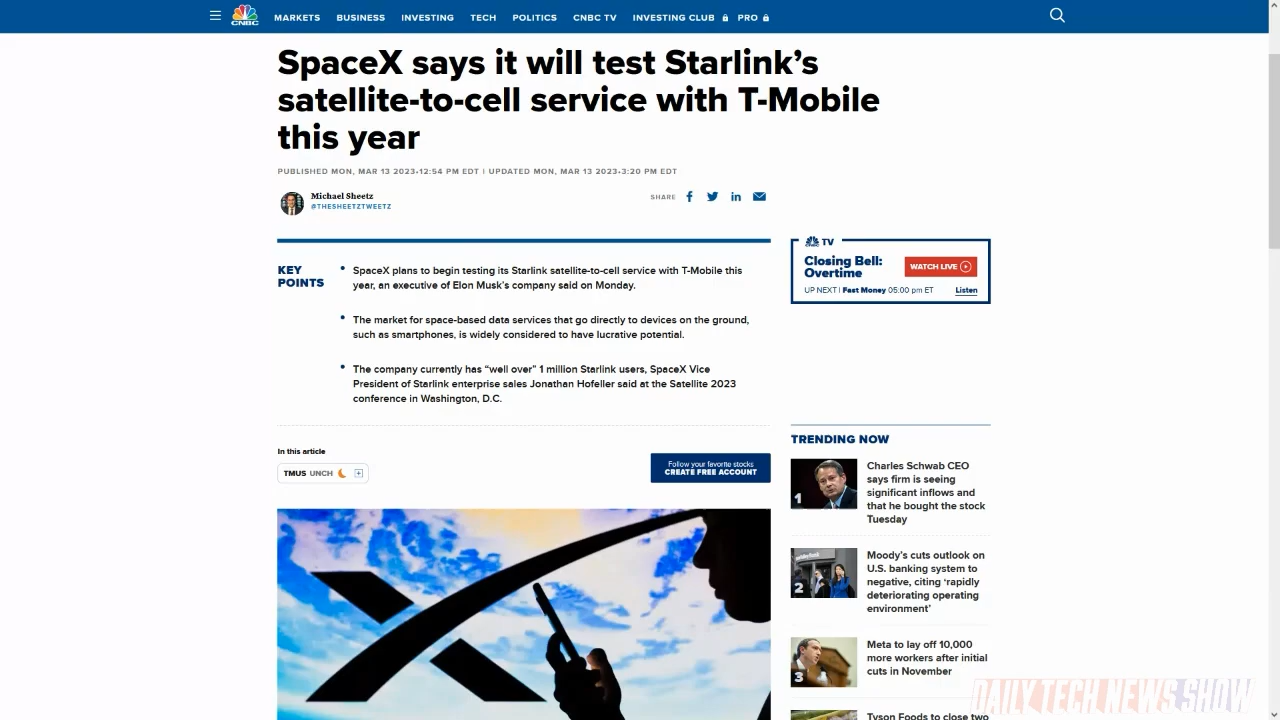 CNBC
MARKETS BUSINESS INVESTING TECH POLITICS CNBC TV INVESTING CLUB PRO
SpaceX says it will test Starlink’s
satellite-to-cell service with T-Mobile
this year
PUBLISHED MON, MAR 13 2023•12:54 PM EDT | UPDATED MON, MAR 13 2023•3:20 PM EDT
Michael Sheetz
@THESHEETZTWEETZ
SHARE
KEY
POINTS
SpaceX plans to begin testing its Starlink satellite-to-cell service with T-Mobile this
year, an executive of Elon Musk’s company said on Monday.
The market for space-based data services that go directly to devices on the ground,
such as smartphones, is widely considered to have lucrative potential.
The company currently has “well over” 1 million Starlink users, SpaceX Vice
President of Starlink enterprise sales Jonathan Hofeller said at the Satellite 2023
conference in Washington, D.C.
TV
Closing Bell:
Overtime
WATCH LIVE
UP NEXT | Fast Money 05:00 pm ET
Listen
In this article
TMUS UNCH
Follow your favorite stocks
CREATE FREE ACCOUNT
TRENDING NOW
1
Charles Schwab CEO
says firm is seeing
significant inflows and
that he bought the stock
Tuesday
2
Moody’s cuts outlook on
U.S. banking system to
negative, citing ‘rapidly
deteriorating operating
environment’
3
Meta to lay off 10,000
more workers after initial
cuts in November
Tyson Foods to close two
DAILY TECH NEWS SHOW